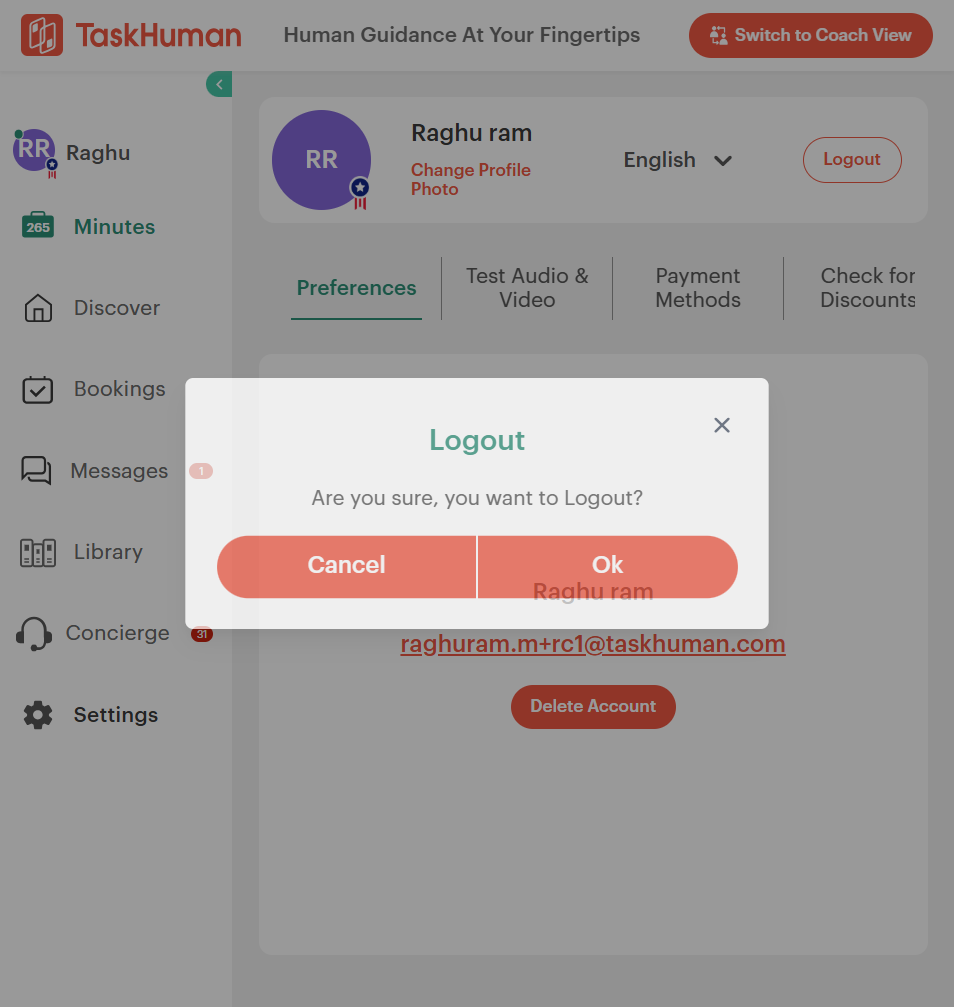 TaskHuman
Human Guidance At Your Fingertips
Switch to Coach View
RR
Raghu
265
Minutes
Discover
Bookings
Messages
1
Library
Concierge
31
Settings
RR
Raghu ram
Change Profile
Photo
English
Logout
Preferences
Test Audio &
Video
Payment
Methods
Check for
Discounts
Logout
Are you sure, you want to Logout?
Cancel
Ok
Raghu ram
raghuram.m+rc1@taskhuman.com
Delete Account